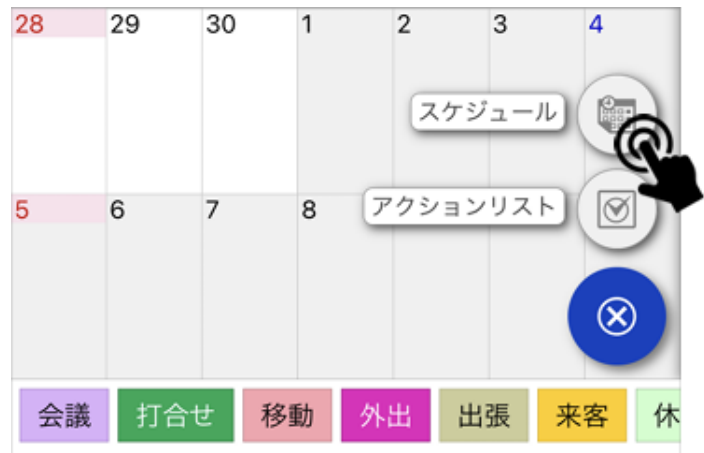 28 29 30 1 2 3 4
スケジュール
5 6 7 8 アクションリスト
会議 打合せ 移動 外出 出張 来客 休